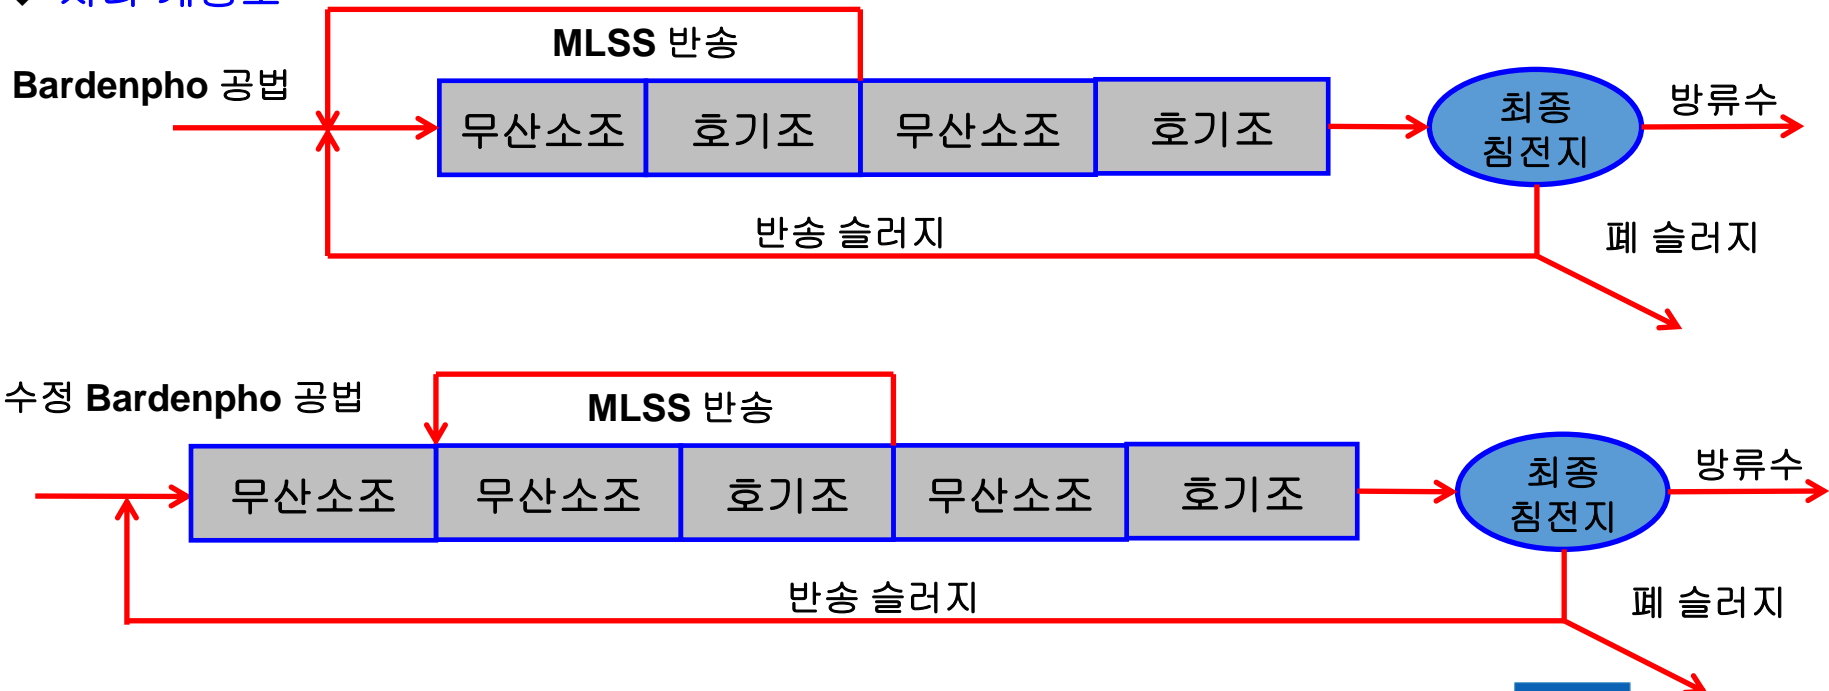 MLSS 반송
Bardenpho 공법
무산소조 호기조 무산소조 호기조
최종
침전지
방류수
반송 슬러지
폐 슬러지
수정 Bardenpho 공법
MLSS 반송
무산소조 무산소조 호기조 무산소조 호기조
최종
침전지
방류수
반송 슬러지
폐 슬러지